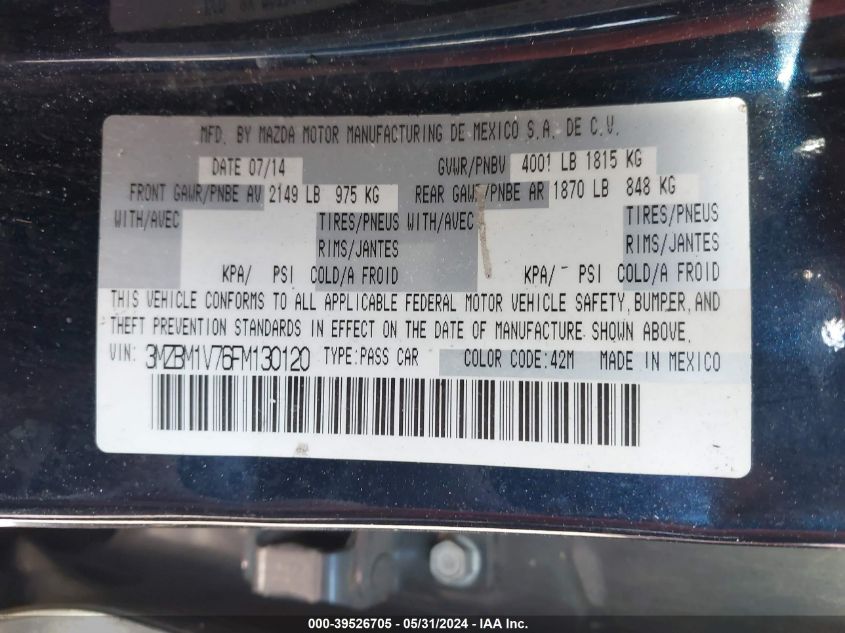 MFD. BY MAZDA MOTOR MANUFACTURING DE MEXICO S.A. DE C.V.
DATE 07/14 GVWR/PNBV 4001 LB 1815 KG
FRONT GAWR/PNBE AV 2149 LB 975 KG REAR GAWR/PNBE AR 1870 LB 848 KG
WITH/AVEC TIRES/PNEUS WITH/AVEC TIRES/PNEUS
RIMS/JANTES RIMS/JANTES
KPA/ PSI COLD/A FROID KPA/ - PSI COLD/A FROID
THIS VEHICLE CONFORMS TO ALL APPLICABLE FEDERAL MOTOR VEHICLE SAFETY, BUMPER, AND
THEFT PREVENTION STANDARDS IN EFFECT ON THE DATE OF MANUFACTURE SHOWN ABOVE.
VIN: 3MZBM1V76FM130120 TYPE:PASS CAR COLOR CODE:42M MADE IN MEXICO
000-39526705 - 05/31/2024 - IAA Inc.